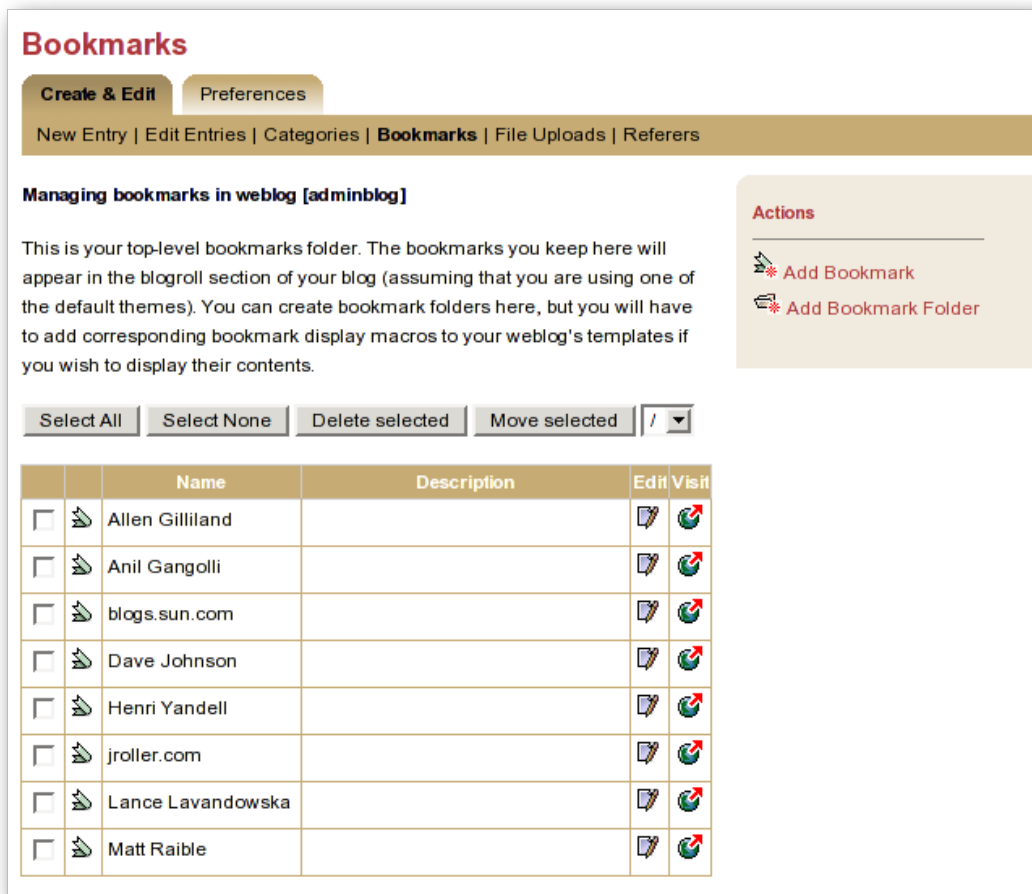 Bookmarks
Create & Edit Preferences
New Entry | Edit Entries | Categories | Bookmarks | File Uploads | Referers
Managing bookmarks in weblog [adminblog]
This is your top-level bookmarks folder. The bookmarks you keep here will
appear in the blogroll section of your blog (assuming that you are using one of
the default themes). You can create bookmark folders here, but you will have
to add corresponding bookmark display macros to your weblog's templates if
you wish to display their contents.
Actions
Add Bookmark
Add Bookmark Folder
Select All Select None Delete selected Move selected /
Name Description Edit Visit
Allen Gilliland
Anil Gangolli
blogs.sun.com
Dave Johnson
Henri Yandell
jroller.com
Lance Lavandowska
Matt Raible